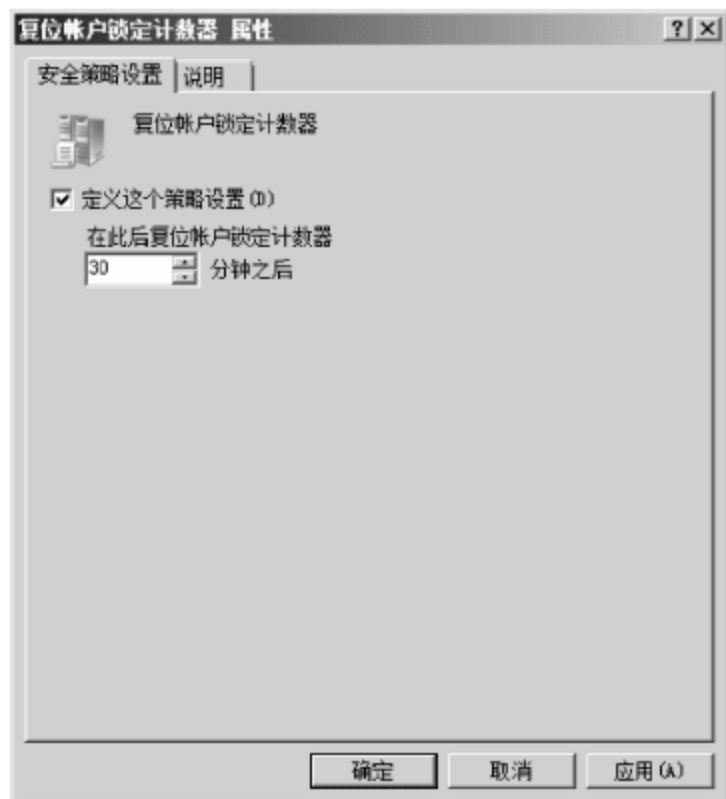 复位帐户锁定计数器 属性
安全策略设置 说明
复位帐户锁定计数器
定义这个策略设置(D)
在此后复位帐户锁定计数器
30 分钟之后
确定 取消 应用(A)